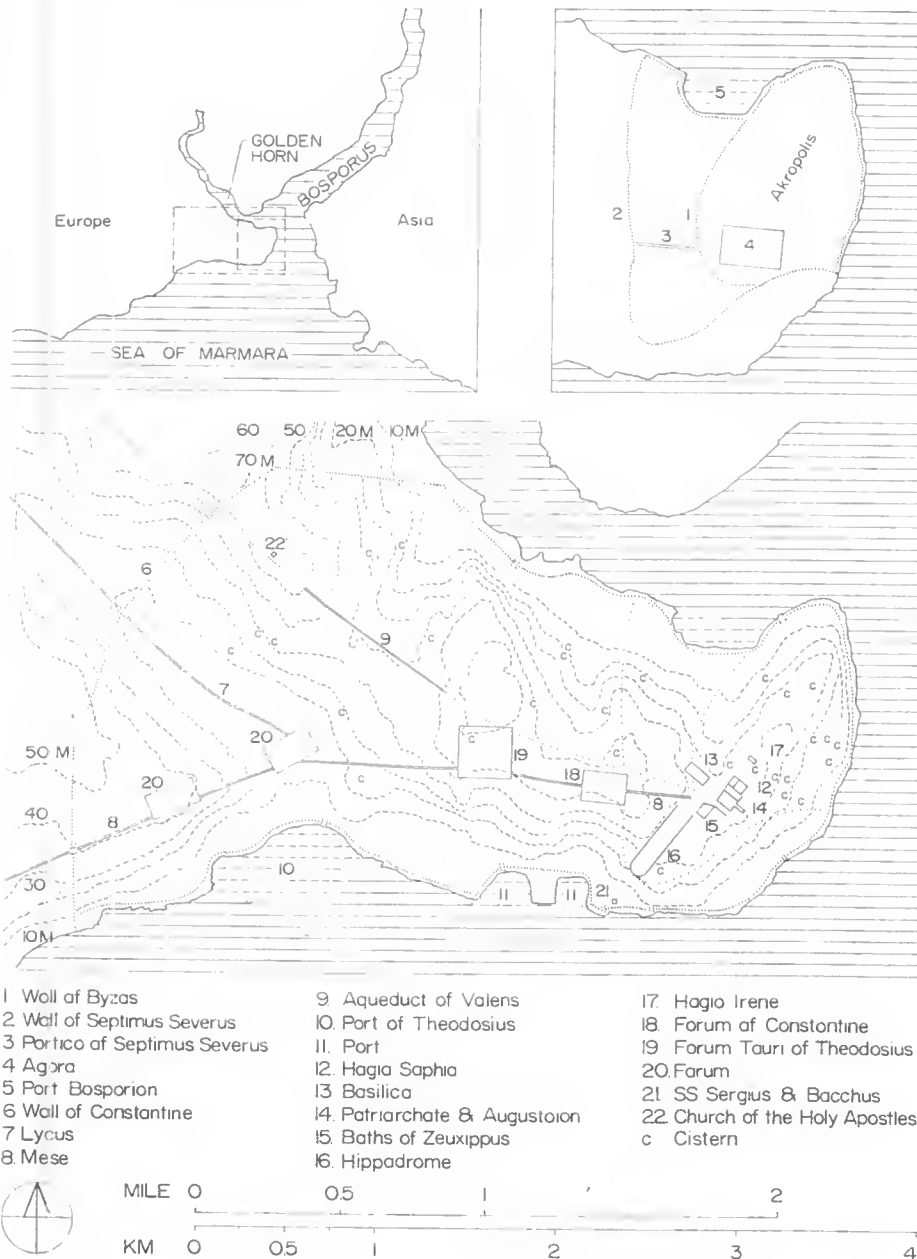 GOLDEN
HORN
BOSPORUS
Europe
Asia
SEA OF MARMARA
5
Akropolis
2
1
3
4
60 50 20M 10M
70M
22
c
c
6
9
c
c
c
c
7
c
c
c
c
c
20
c
19
c
50 M
20
c
18
13
c
17
c
c
c
c
12
c
c
c
40
8
8
15
14
16
c
30
10
11
11
21
10M
1 Wall of Byzas
2 Wall of Septimus Severus
3 Portico of Septimus Severus
4 Agora
5 Port Bosporion
6 Wall of Constantine
7 Lycus
8. Mese
9. Aqueduct of Valens
10. Port of Theodosius
11. Port
12. Hagia Saphia
13 Basilica
14. Patriarchate & Augustaion
15. Baths of Zeuxippus
16. Hippadrome
17. Hagia Irene
18. Forum of Constantine
19 Forum Tauri of Theodosius
20. Forum
21 SS Sergius & Bacchus
22. Church of the Holy Apostles
c Cistern
MILE 0 0.5 1 2
KM 0 0.5 1 2 3 4